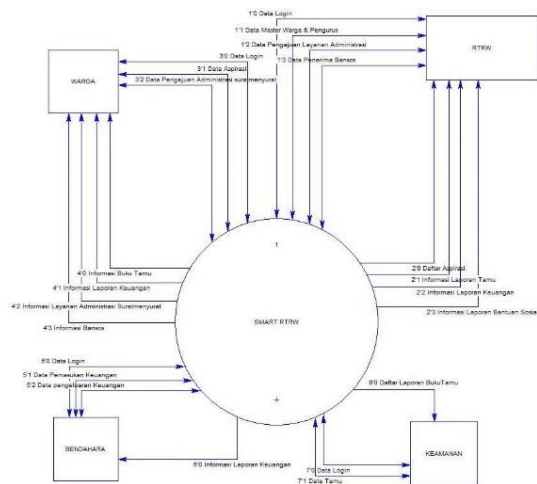 1'0 Data Login
1'1 Data Master Warga & Pengurus
1'2 Data Pengajuan Layanan Administrasi
1'3 Data Penerima Bansos
RTRW
3'0 Data Login
3'1 Data Aspirasi
3'2 Data Pengajuan Administrasi suratmenyurat
WARGA
1
4'0 Informasi Buku Tamu
4'1 Informasi Laporan Keuangan
4'2 Informasi Layanan Administrasi Suratmenyurat
4'3 Informasi Bansos
2'0 Daftar Aspirasi
2'1 Informasi Laporan Tamu
2'2 Informasi Laporan Keuangan
2'3 Informasi Laporan Bantuan Sosia
SMART RTRW
5'0 Data Login
5'1 Data Pemasukan Keuangan
5'2 Data pengeluaran Keuangan
+
8'0 Daftar Laporan BukuTamu
BENDAHARA
6'0 Informasi Laporan Keuangan
KEAMANAN
7'0 Data Login
7'1 Data Tamu